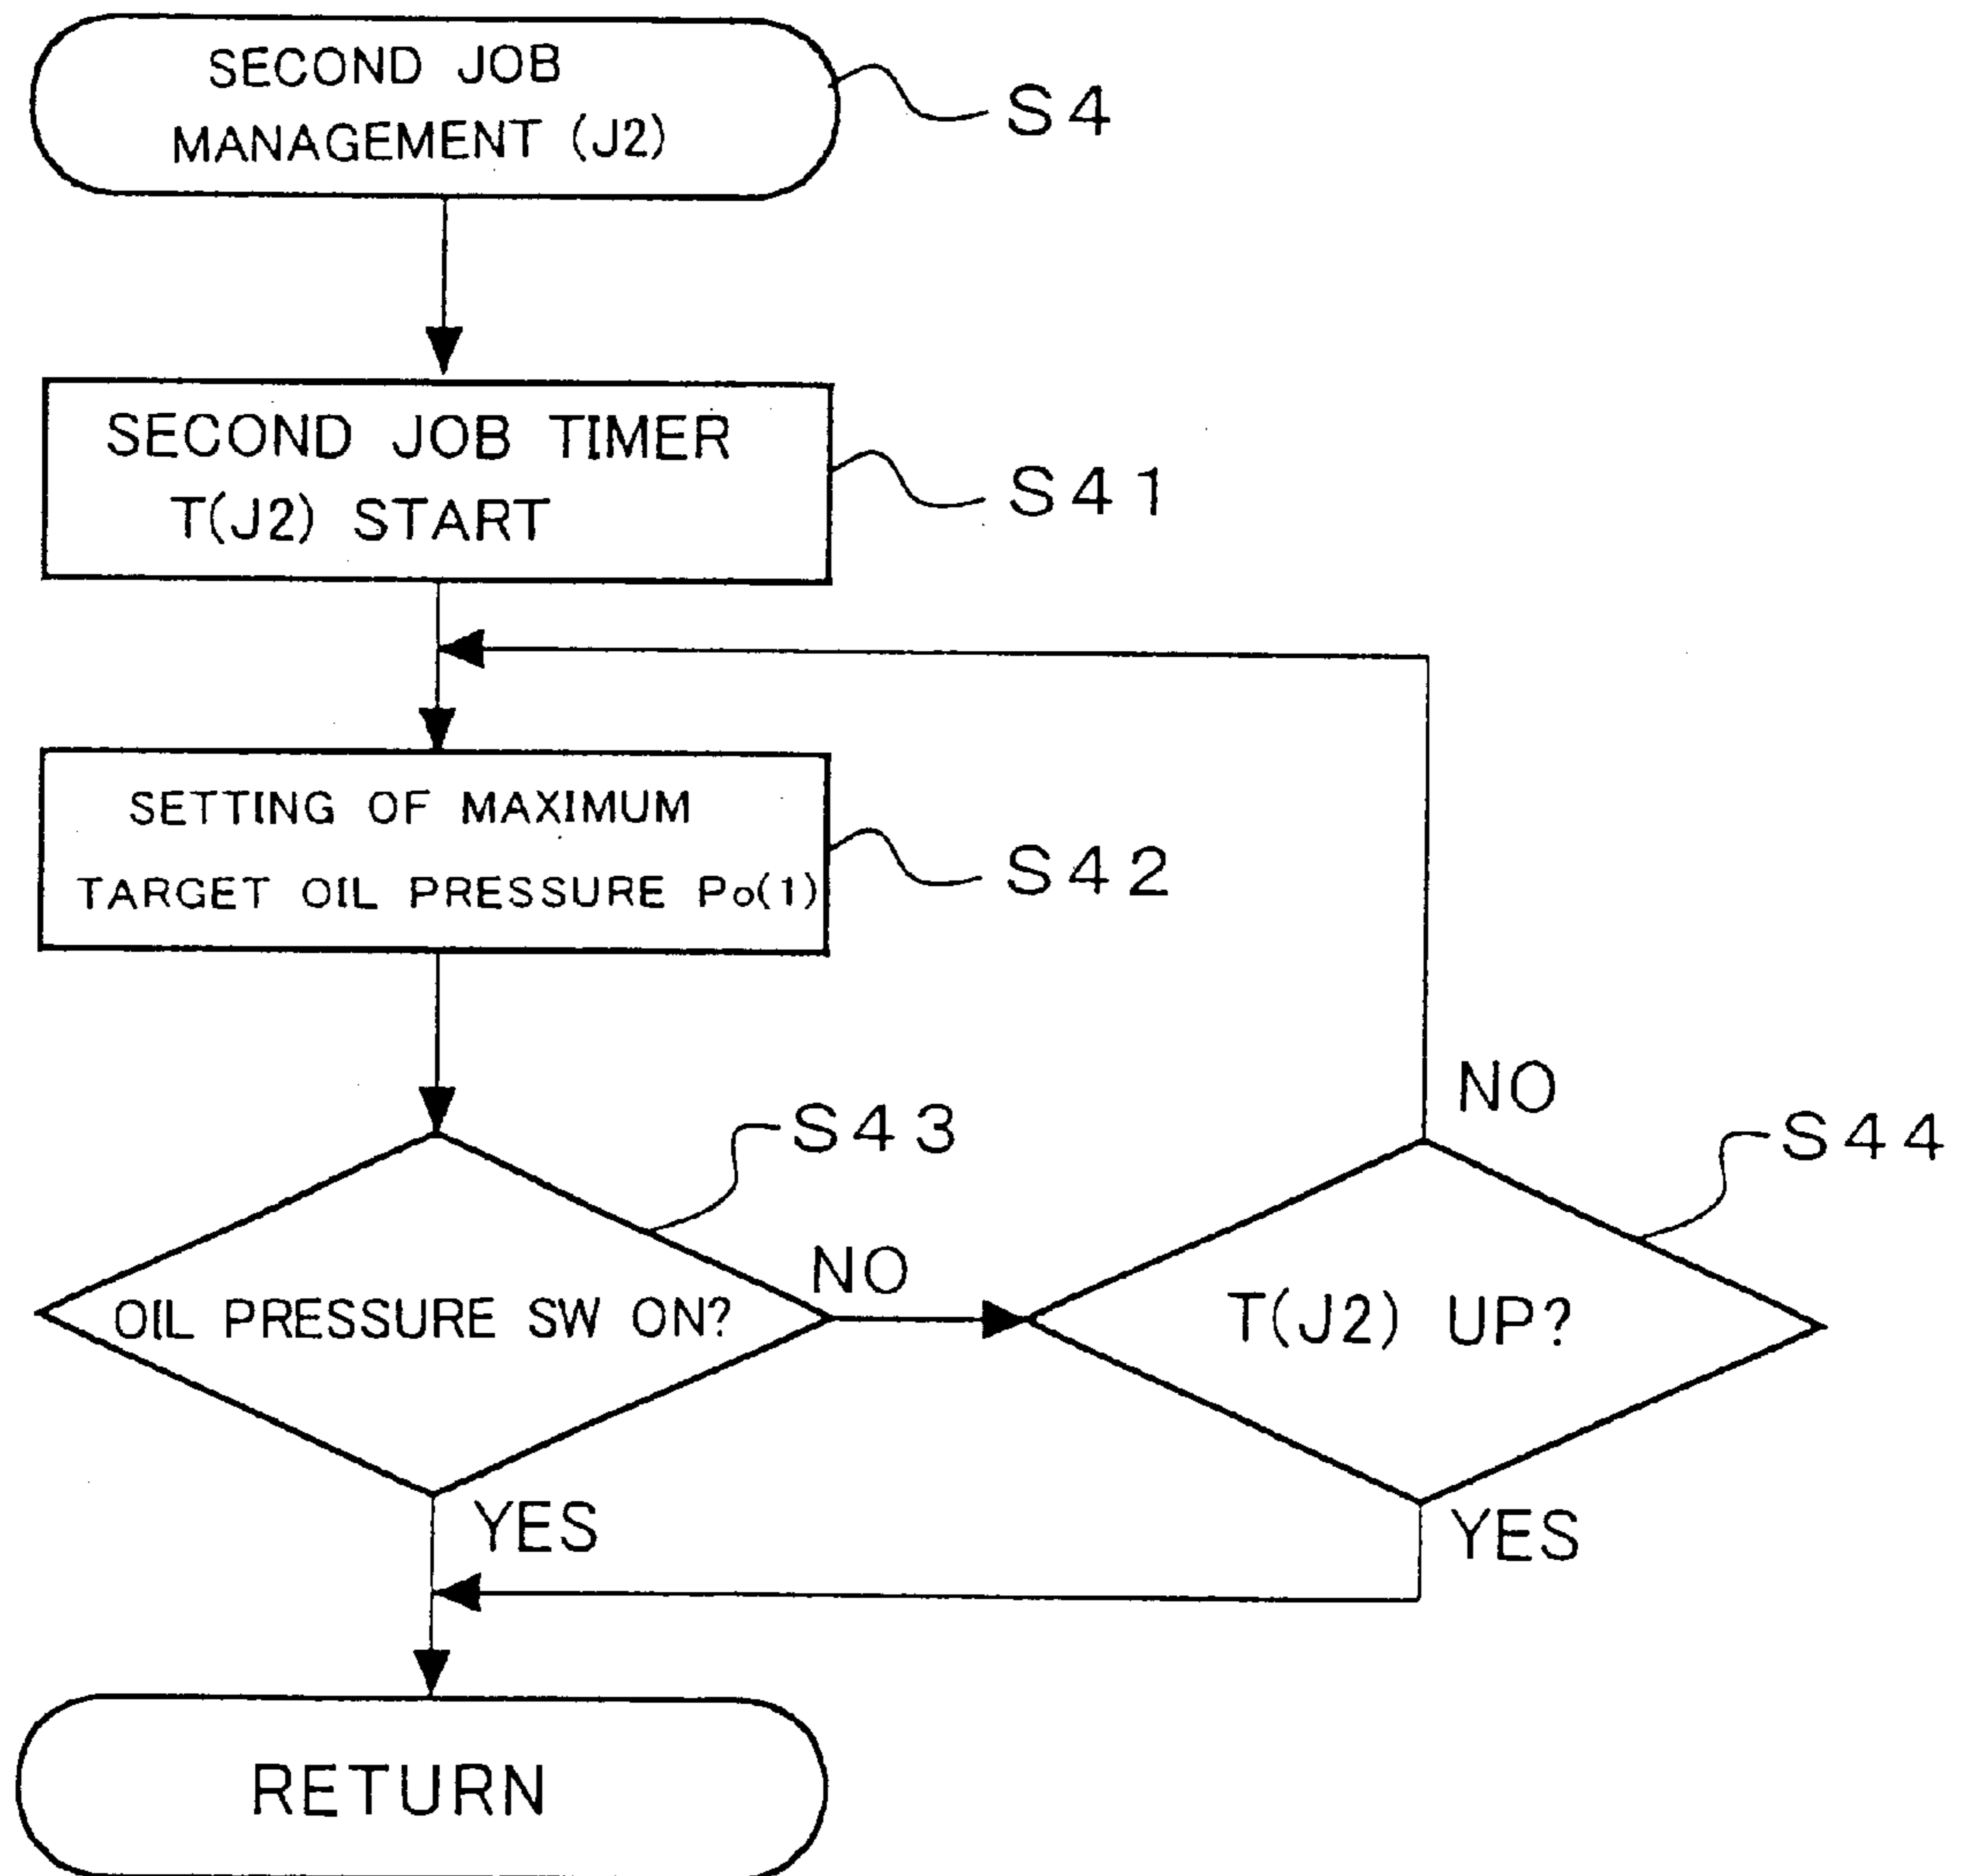 SECOND JOB
MANAGEMENT (J2)
S4
SECOND JOB TIMER
T(J2) START
S41
SETTING OF MAXIMUM
TARGET OIL PRESSURE Po(1)
S42
OIL PRESSURE SW ON?
S43
NO
T(J2) UP?
S44
NO
YES
YES
RETURN